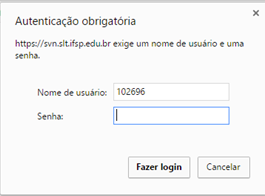 Autenticação obrigatória
https://svn.slt.ifsp.edu.br exige um nome de usuário e uma
senha.
Nome de usuário: 102696
Senha:
Fazer login Cancelar